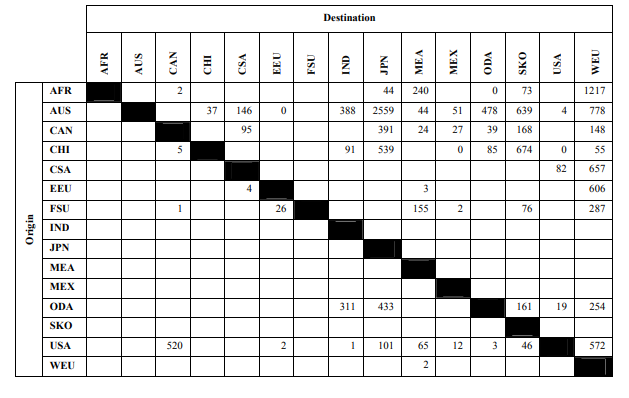 Destination
AFR AUS CAN CHI CSA EEU FSU IND JPN MEA MEX ODA SKO USA WEU
Origin
AFR 2 44 240 0 73 1217
AUS 37 146 0 388 2559 44 51 478 639 4 778
CAN 95 391 24 27 39 168 148
CHI 5 91 539 0 85 674 0 55
CSA 82 657
EEU 4 3 606
FSU 1 26 155 2 76 287
IND
JPN
MEA
MEX
ODA 311 433 161 19 254
SKO
USA 520 2 1 101 65 12 3 46 572
WEU 2